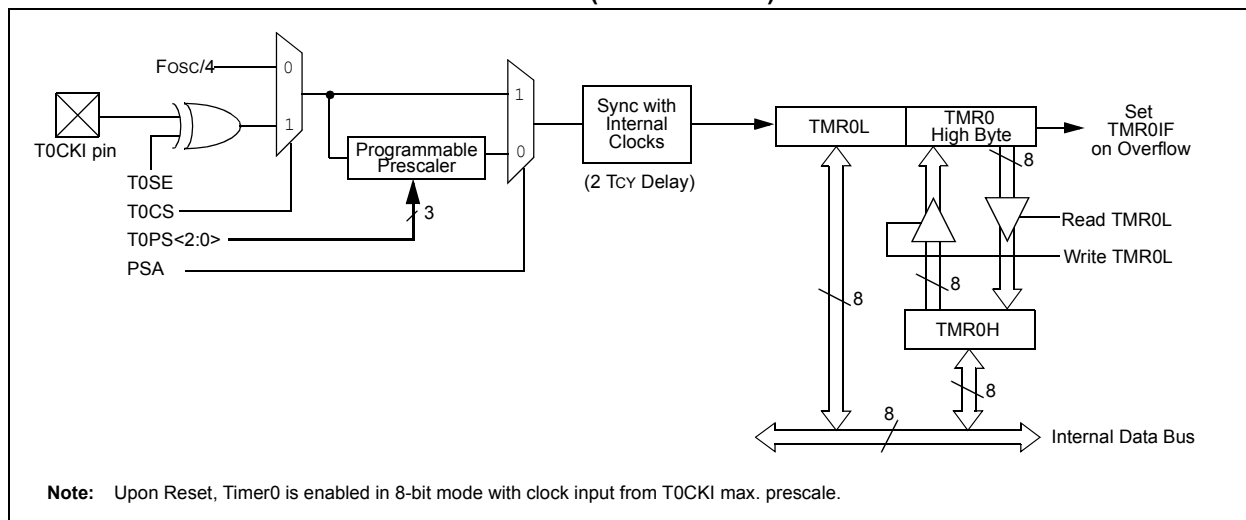 Fosc/4
0
1
T0CKI pin
T0SE
T0CS
T0PS<2:0>
PSA
Programmable
Prescaler
3
1
0
Sync with
Internal
Clocks
(2 TCY Delay)
TMR0L
TMR0
High Byte
Set
TMR0IF
on Overflow
8
Read TMR0L
Write TMR0L
8
8
TMR0H
8
8
Internal Data Bus
Note: Upon Reset, Timer0 is enabled in 8-bit mode with clock input from T0CKI max. prescale.